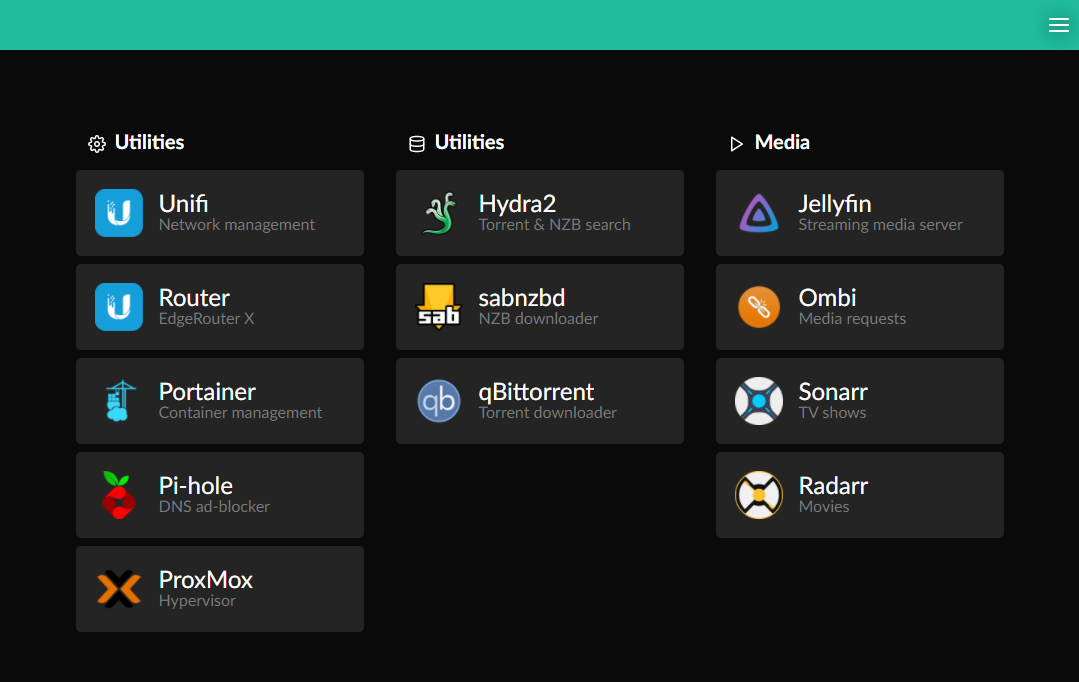 Utilities
Unifi
Network management
Router
EdgeRouter X
Portainer
Container management
Pi-hole
DNS ad-blocker
ProxMox
Hypervisor
Utilities
Hydra2
Torrent & NZB search
sab
sabnzbd
NZB downloader
qb
qBittorrent
Torrent downloader
Media
Jellyfin
Streaming media server
Ombi
Media requests
Sonarr
TV shows
Radarr
Movies